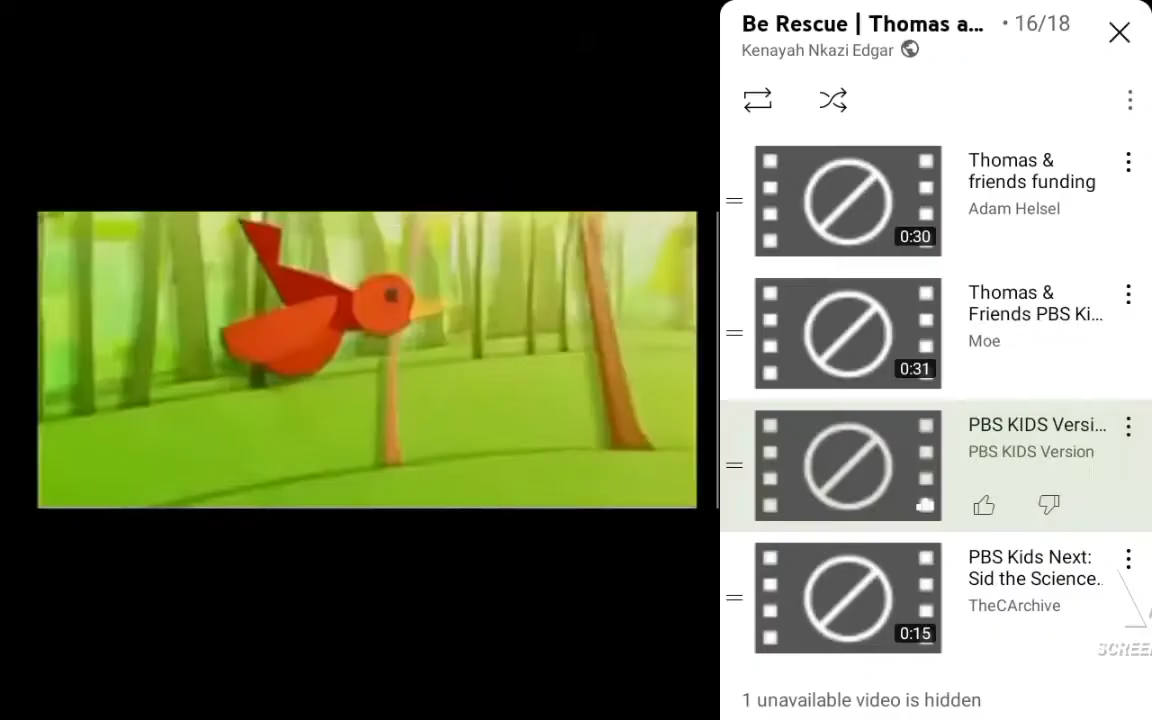 Be Rescue | Thomas a... • 16/18
Kenayah Nkazi Edgar
Thomas &
friends funding
Adam Helsel
0:30
Thomas &
Friends PBS Ki...
Moe
0:31
PBS KIDS Versi...
PBS KIDS Version
PBS Kids Next:
Sid the Science..
TheCArchive
0:15
SCREE
1 unavailable video is hidden